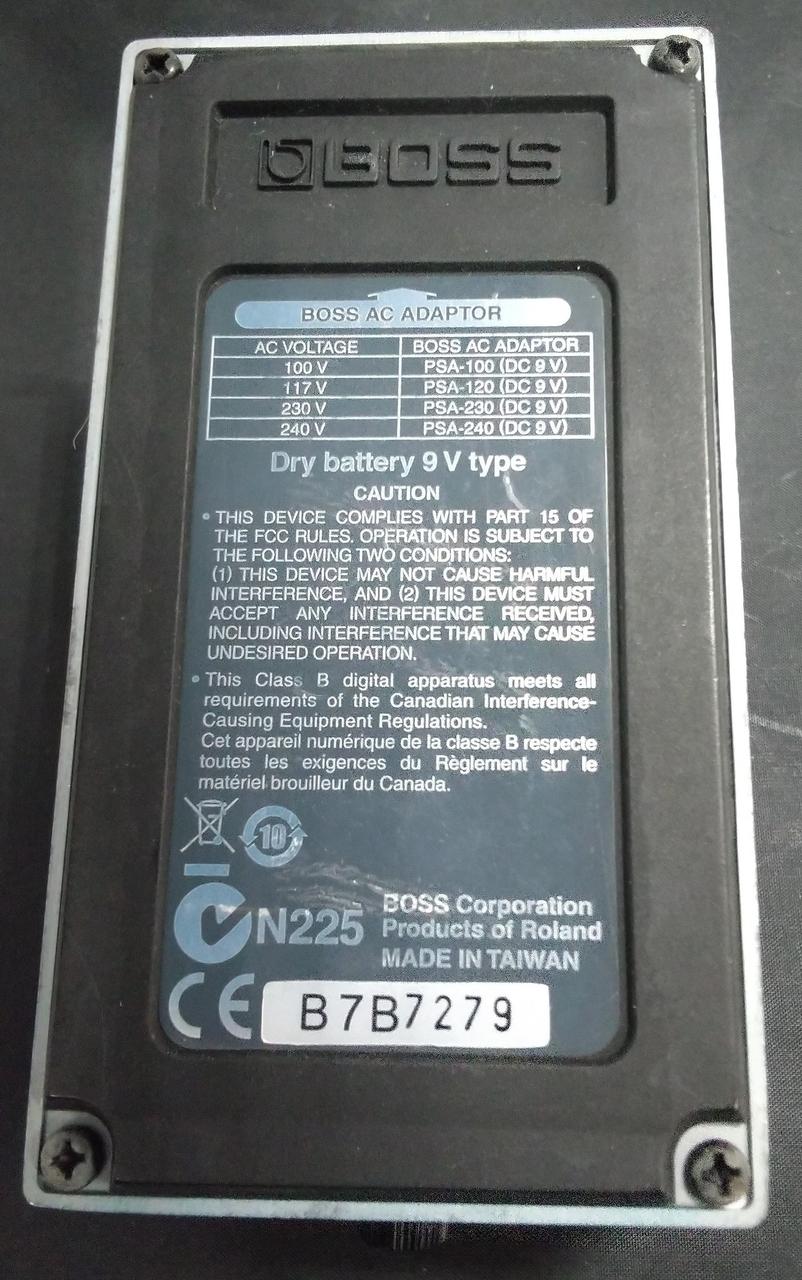 BOSS
BOSS AC ADAPTOR
AC VOLTAGE BOSS AC ADAPTOR
100 V PSA-100 (DC 9 V)
117 V PSA-120 (DC 9 V)
230 V PSA-230 (DC 9 V)
240 V PSA-240 (DC 9 V)
Dry battery 9 V type
CAUTION
• THIS DEVICE COMPLIES WITH PART 15 OF
THE FCC RULES. OPERATION IS SUBJECT TO
THE FOLLOWING TWO CONDITIONS:
(1) THIS DEVICE MAY NOT CAUSE HARMFUL
INTERFERENCE, AND (2) THIS DEVICE MUST
ACCEPT ANY INTERFERENCE RECEIVED,
INCLUDING INTERFERENCE THAT MAY CAUSE
UNDESIRED OPERATION.
• This Class B digital apparatus meets all
requirements of the Canadian Interference-
Causing Equipment Regulations.
Cet appareil numérique de la classe B respecte
toutes les exigences du Règlement sur le
matériel brouilleur du Canada.
10
N225
BOSS Corporation
Products of Roland
MADE IN TAIWAN
CE
B7B7279